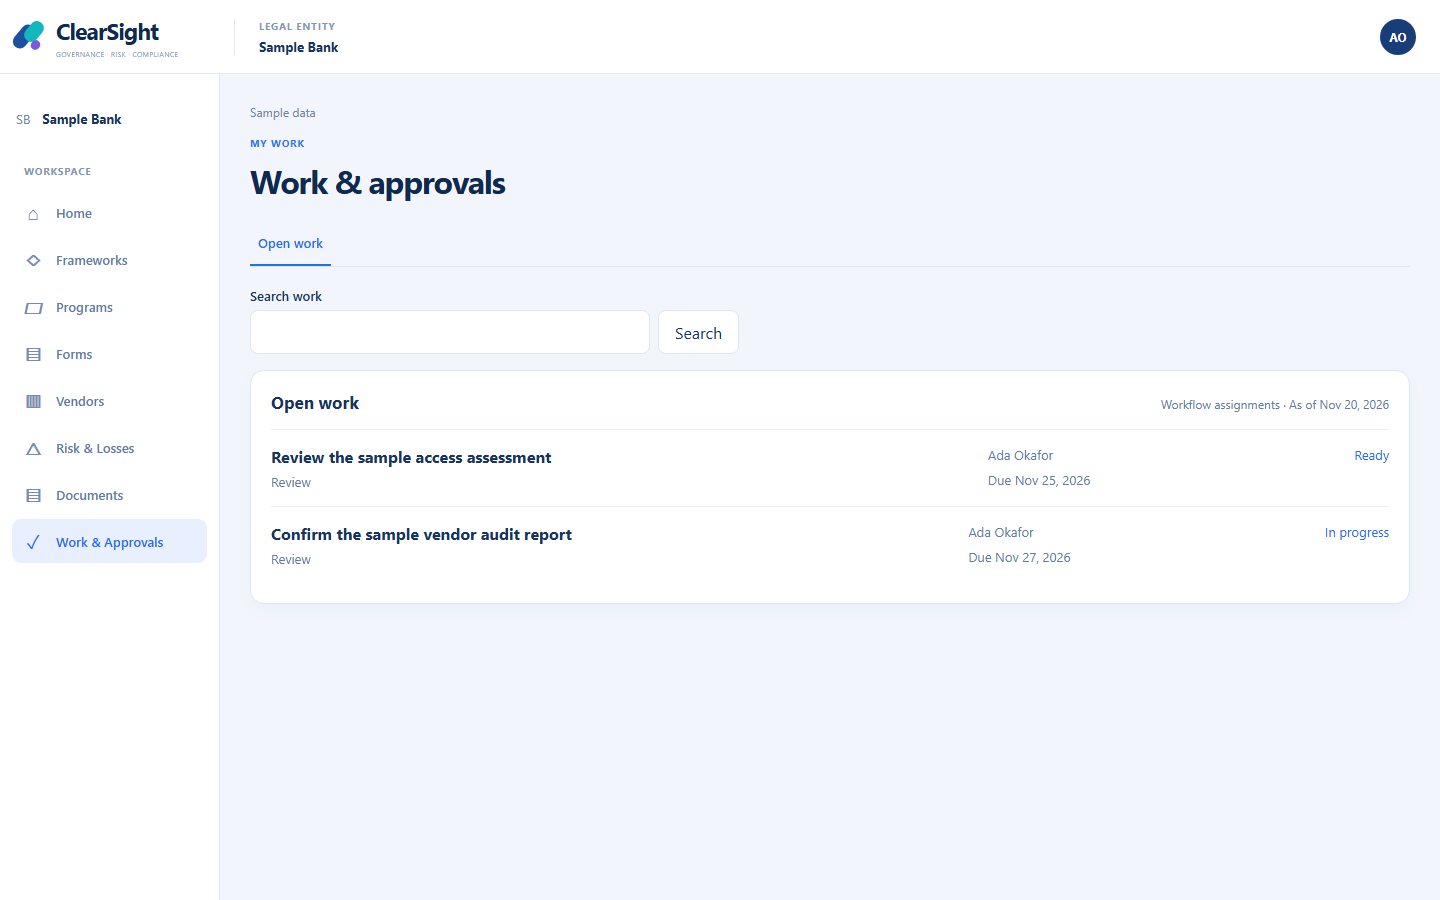 ClearSight
GOVERNANCE · RISK · COMPLIANCE
LEGAL ENTITY
Sample Bank
AO
SB Sample Bank
WORKSPACE
Home
Frameworks
Programs
Forms
Vendors
Risk & Losses
Documents
Work & Approvals
Sample data
MY WORK
Work & approvals
Open work
Search work
Search
Open work
Workflow assignments · As of Nov 20, 2026
Review the sample access assessment
Review
Ada Okafor
Due Nov 25, 2026
Ready
Confirm the sample vendor audit report
Review
Ada Okafor
Due Nov 27, 2026
In progress